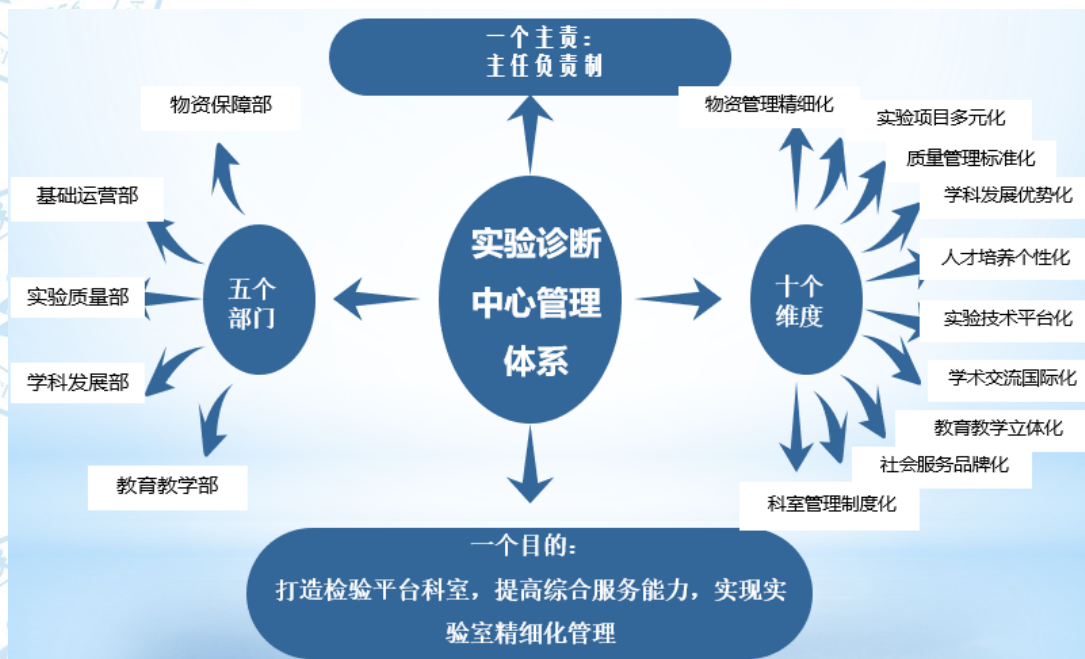 一个主责：
主任负责制
物资保障部
基础运营部
实验质量部
学科发展部
教育教学部
五个
部门
实验诊断
中心管理
体系
十个
维度
物资管理精细化
实验项目多元化
质量管理标准化
学科发展优势化
人才培养个性化
实验技术平台化
学术交流国际化
教育教学立体化
社会服务品牌化
科室管理制度化
一个目的：
打造检验平台科室，提高综合服务能力，实现实
验室精细化管理